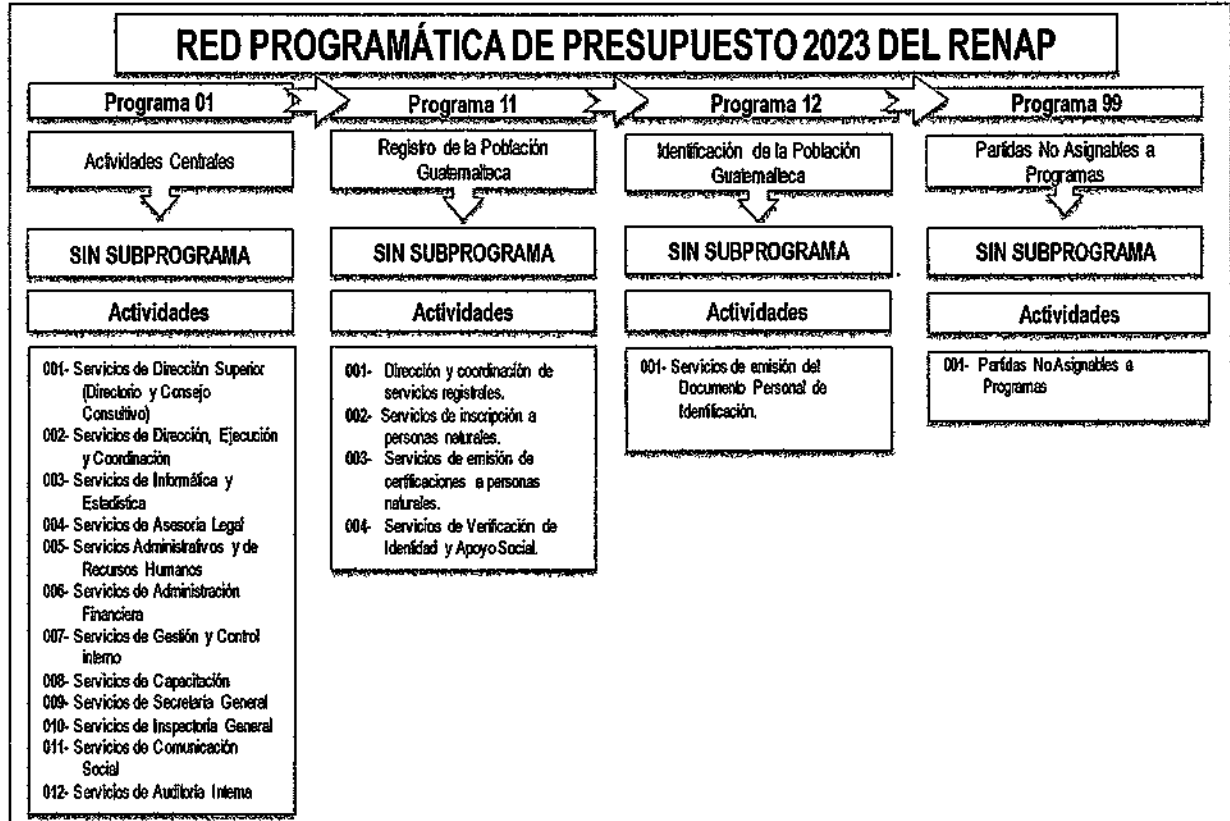 RED PROGRAMÁTICA DE PRESUPUESTO 2023 DEL RENAP
Programa 01
Actividades Centrales
SIN SUBPROGRAMA
Actividades
001- Servicios de Dirección Superior
(Directorio y Consejo
Consultivo)
002- Servicios de Dirección, Ejecución
y Coordinación
003- Servicios de Informática y
Estadística
004- Servicios de Asesoría Legal
005- Servicios Administrativos y de
Recursos Humanos
006- Servicios de Administración
Financiera
007- Servicios de Gestión y Control
interno
008- Servicios de Capacitación
009- Servicios de Secretaria General
010- Servicios de Inspectoría General
011- Servicios de Comunicación
Social
012- Servicios de Auditoria Interna
Programa 11
Registro de la Población
Guatemalteca
SIN SUBPROGRAMA
Actividades
001- Dirección y coordinación de
servicios registrales.
002- Servicios de inscripción a
personas naturales.
003- Servicios de emisión de
certificaciones a personas
naturales.
004- Servicios de Verificación de
Identidad y Apoyo Social.
Programa 12
Identificación de la Población
Guatemalteca
SIN SUBPROGRAMA
Actividades
001- Servicios de emisión del
Documento Personal de
Identificación.
Programa 99
Partidas No Asignables a
Programas
SIN SUBPROGRAMA
Actividades
001- Partidas No Asignables a
Programas